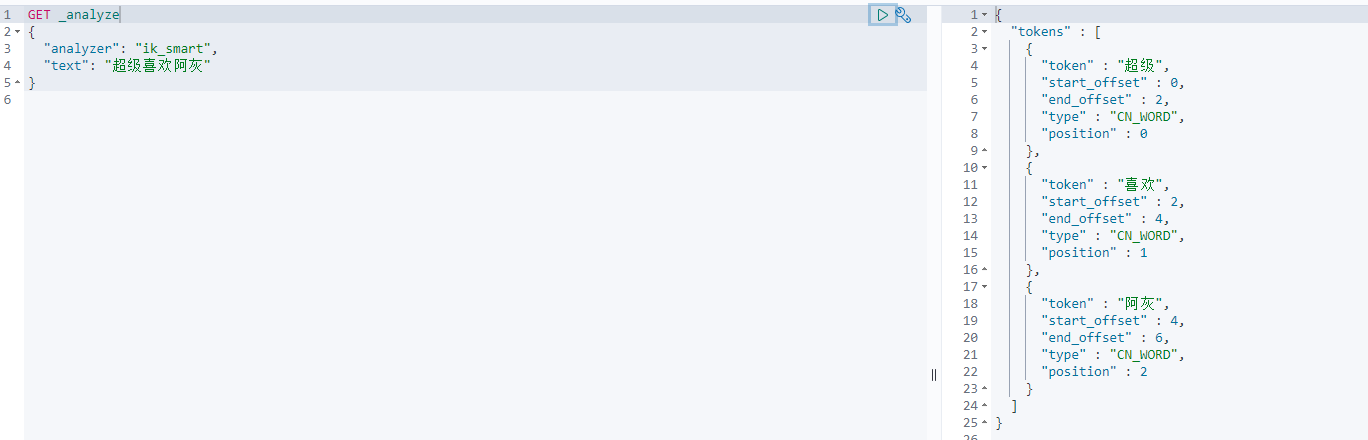 1 GET _analyze
2 {
3 "analyzer": "ik_smart",
4 "text": "超级喜欢阿灰"
5 }
6
1 {
2 "tokens" : [
3 {
4 "token" : "超级",
5 "start_offset" : 0,
6 "end_offset" : 2,
7 "type" : "CN_WORD",
8 "position" : 0
9 },
10 {
11 "token" : "喜欢",
12 "start_offset" : 2,
13 "end_offset" : 4,
14 "type" : "CN_WORD",
15 "position" : 1
16 },
17 {
18 "token" : "阿灰",
19 "start_offset" : 4,
20 "end_offset" : 6,
21 "type" : "CN_WORD",
22 "position" : 2
23 }
24 ]
25 }
26